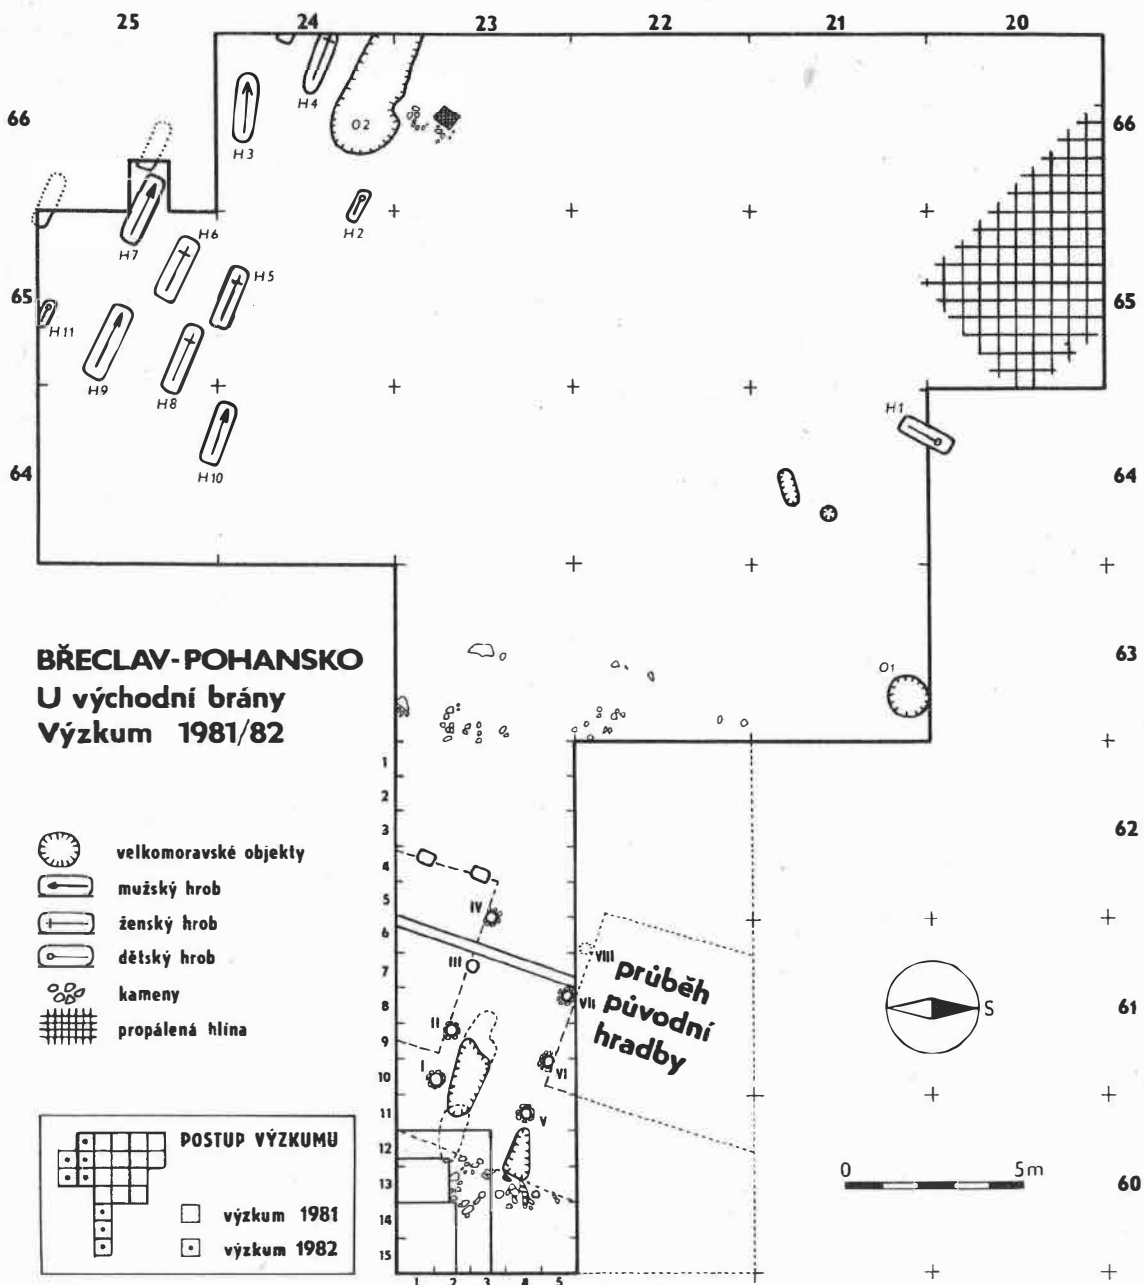 25 24 23 22 21 20
66 66
H4
H3
O2
H2
H7
H6
H5
65 65
H11
H9
H8
H1
H10
64 64
BŘECLAV-POHANSKO
U východní brány
Výzkum 1981/82
63
O1
62
velkomoravské objekty
mužský hrob
ženský hrob
dětský hrob
kameny
propálená hlína
1
2
3
4
5
6
7
8
9
10
11
12
13
14
15
IV
III
II
I
VIII
VII
VI
V
průběh
původní
hradby
S
61
POSTUP VÝZKUMU
výzkum 1981
výzkum 1982
0 5m
60
1 2 3 4 5